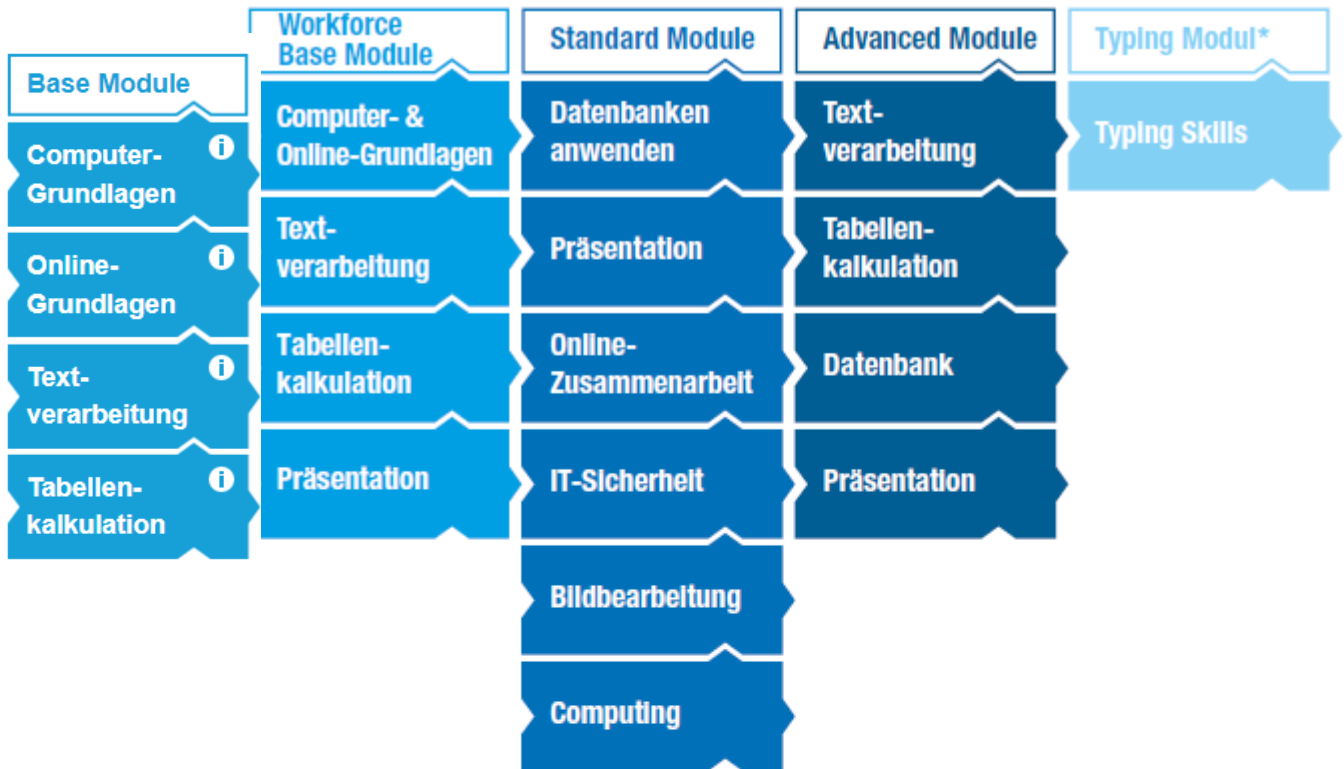 Base Module
Computer-
Grundlagen
Online-
Grundlagen
Text-
verarbeitung
Tabellen-
kalkulation
Workforce
Base Module
Computer- &
Online-Grundlagen
Text-
verarbeitung
Tabellen-
kalkulation
Präsentation
Standard Module
Datenbanken
anwenden
Präsentation
Online-
Zusammenarbeit
IT-Sicherheit
Bildbearbeitung
Computing
Advanced Module
Text-
verarbeitung
Tabellen-
kalkulation
Datenbank
Präsentation
Typing Modul*
Typing Skills